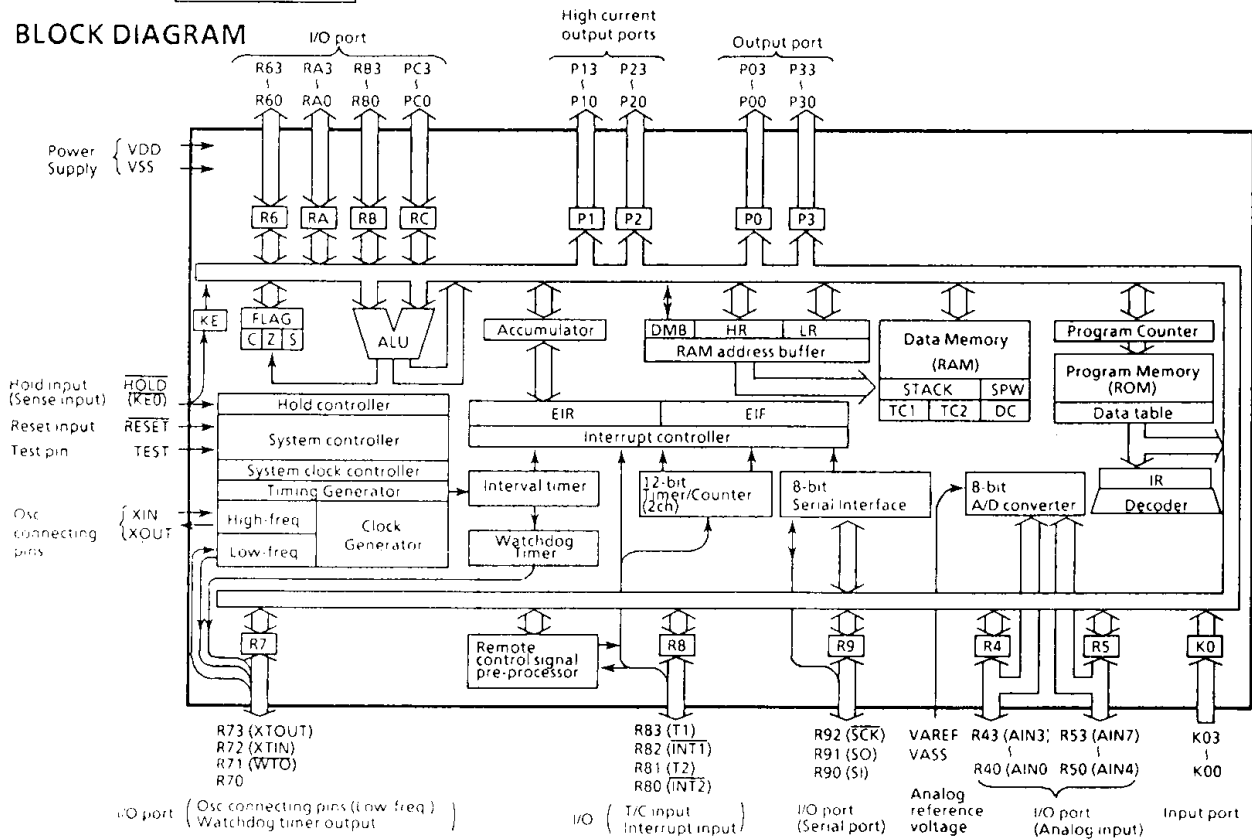 BLOCK DIAGRAM
I/O port
High current
output ports
Output port
R63 RA3 RB3 PC3 P13 P23 P03 P33
~ ~ ~ ~ ~ ~ ~ ~
R60 RA0 R80 PC0 P10 P20 P00 P30
Power
Supply
{ VDD
VSS
R6 RA RB RC P1 P2 P0 P3
KE
FLAG
C Z S
ALU
Accumulator
DMB HR LR
RAM address buffer
Data Memory
(RAM)
STACK SPW
TC1 TC2 DC
Program Counter
Program Memory
(ROM)
Data table
IR
Decoder
Hold input
(Sense input)
HOLD
(KE0)
Reset input RESET
Test pin TEST
Osc
connecting
pins
{ XIN
XOUT
Hold controller
System controller
System clock controller
Timing Generator
High-freq
Low-freq
Clock
Generator
EIR EIF
Interrupt controller
Interval timer
Watchdog
Timer
12-bit
Timer/Counter
(2ch)
8-bit
Serial Interface
8-bit
A/D converter
R7
Remote
control signal
pre-processor
R8 R9 R4 R5 K0
R73 (XTOUT)
R72 (XTIN)
R71 (WTO)
R70
R83 (T1)
R82 (INT1)
R81 (T2)
R80 (INT2)
R92 (SCK)
R91 (SO)
R90 (SI)
VAREF
VASS
R43 (AIN3)
~
R40 (AIN0
R53 (AIN7)
~
R50 (AIN4)
K03
~
K00
I/O port ( Osc connecting pins (Low freq.)
Watchdog timer output )
I/O ( T/C input
Interrupt input )
I/O port
(Serial port)
Analog
reference
voltage
I/O port
(Analog input)
Input port